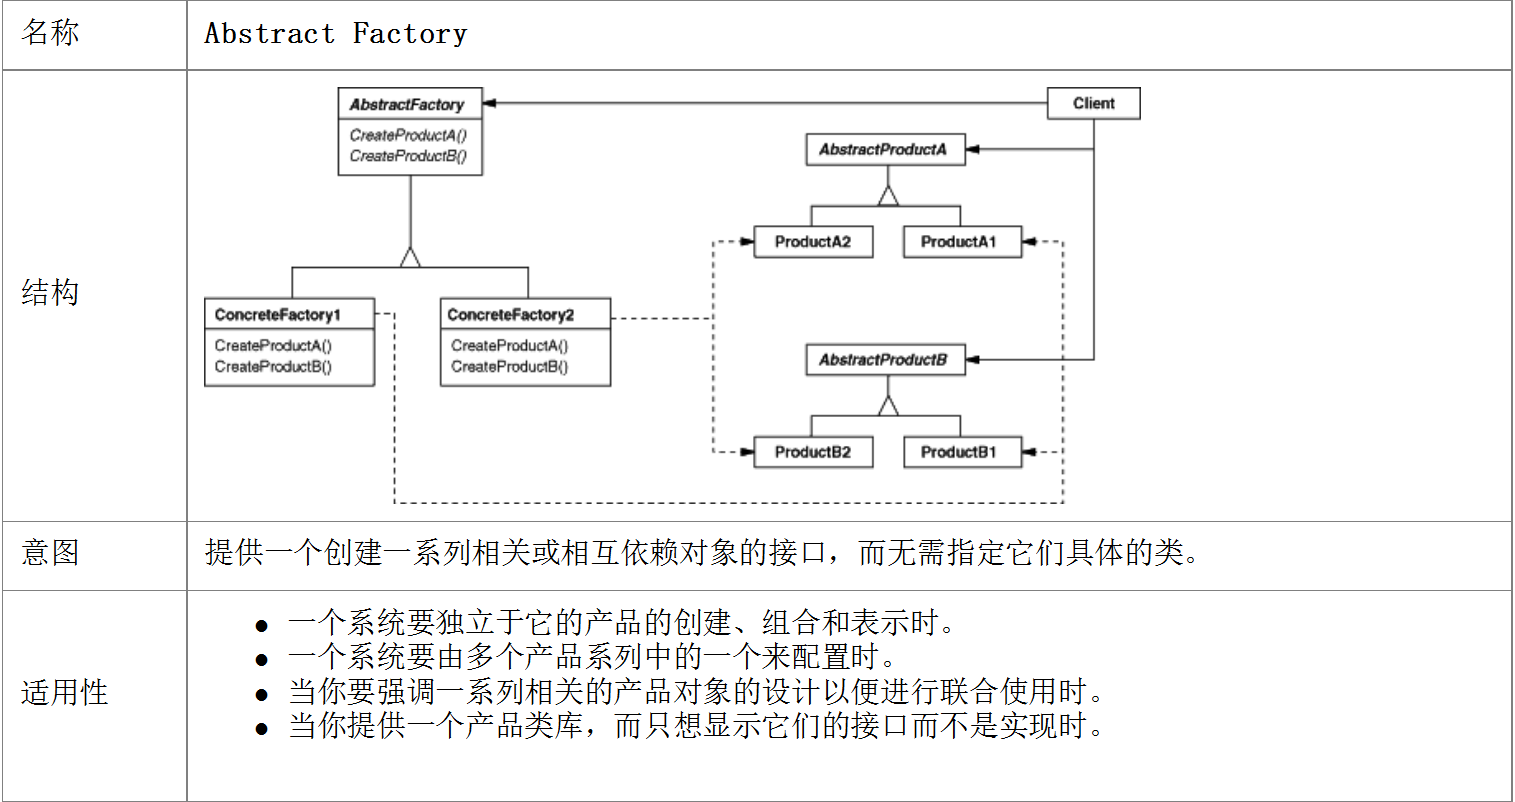 名称
Abstract Factory
结构
AbstractFactory
CreateProductA()
CreateProductB()
Client
AbstractProductA
ProductA2
ProductA1
ConcreteFactory1
CreateProductA()
CreateProductB()
ConcreteFactory2
CreateProductA()
CreateProductB()
AbstractProductB
ProductB2
ProductB1
意图
提供一个创建一系列相关或相互依赖对象的接口，而无需指定它们具体的类。
适用性
● 一个系统要独立于它的产品的创建、组合和表示时。
● 一个系统要由多个产品系列中的一个来配置时。
● 当你要强调一系列相关的产品对象的设计以便进行联合使用时。
● 当你提供一个产品类库，而只想显示它们的接口而不是实现时。